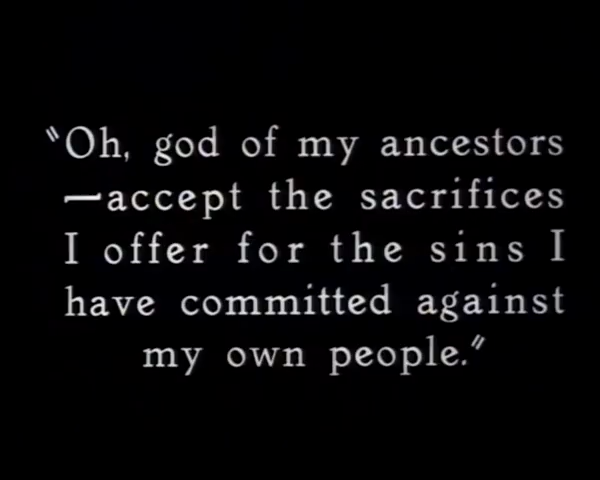 "Oh, god of my ancestors
—accept the sacrifices
I offer for the sins I
have committed against
my own people."